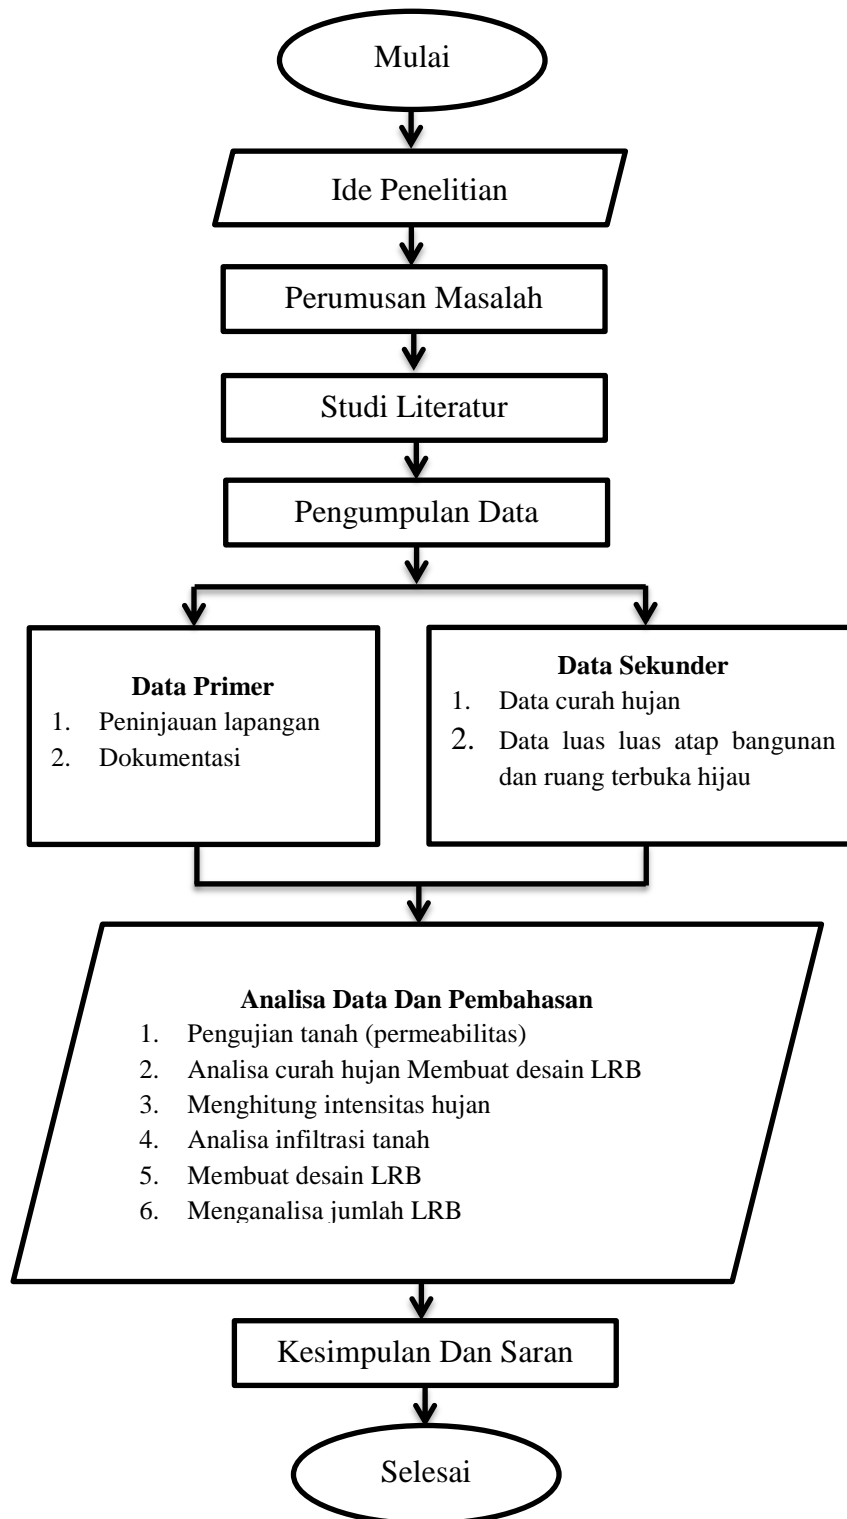 Mulai
Ide Penelitian
Perumusan Masalah
Studi Literatur
Pengumpulan Data
Data Primer
1. Peninjauan lapangan
2. Dokumentasi
Data Sekunder
1. Data curah hujan
2. Data luas luas atap bangunan
dan ruang terbuka hijau
Analisa Data Dan Pembahasan
1. Pengujian tanah (permeabilitas)
2. Analisa curah hujan Membuat desain LRB
3. Menghitung intensitas hujan
4. Analisa infiltrasi tanah
5. Membuat desain LRB
6. Menganalisa jumlah LRB
Kesimpulan Dan Saran
Selesai